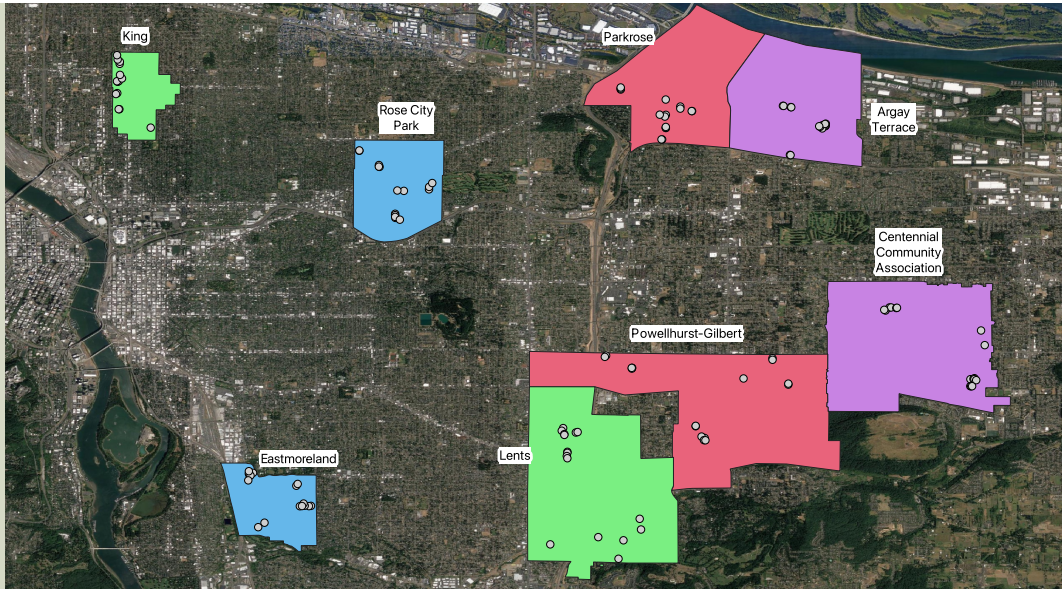 King
Parkrose
Rose City
Park
Argay
Terrace
Centennial
Community
Association
Powellhurst-Gilbert
Lents
Eastmoreland